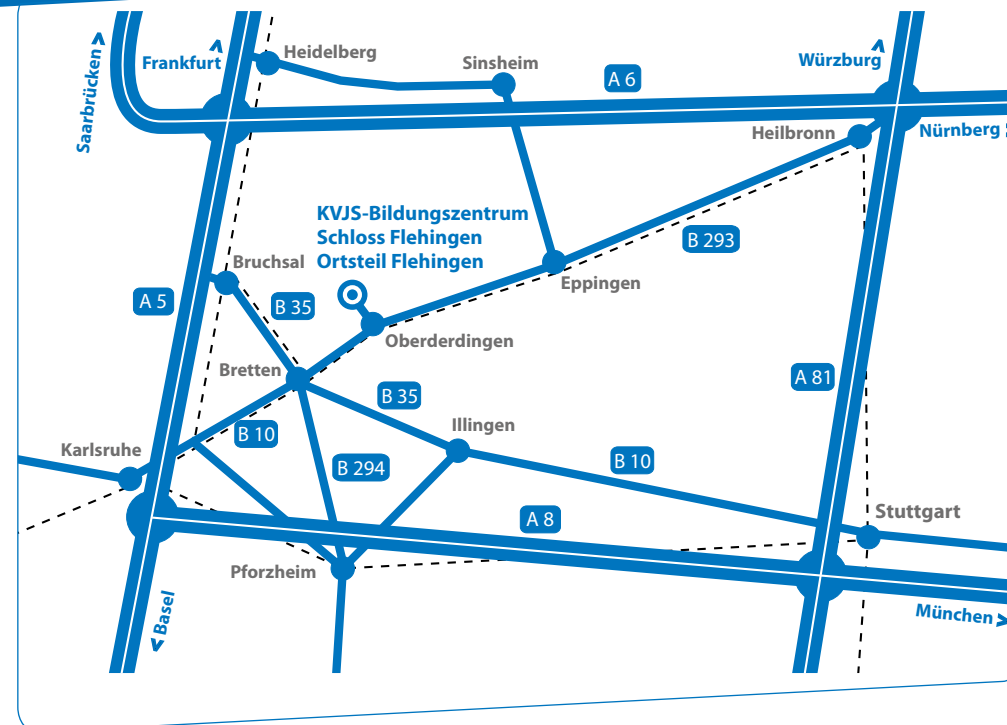 Saarbrücken >
Frankfurt >
Heidelberg
Sinsheim
A 6
Würzburg >
Heilbronn
Nürnberg
KVJS-Bildungszentrum
Schloss Flehingen
Ortsteil Flehingen
B 293
Bruchsal
Eppingen
A 5
B 35
Oberderdingen
Bretten
A 81
B 35
Illingen
B 10
Karlsruhe
B 294
B 10
A 8
Stuttgart
Pforzheim
< Basel
München >